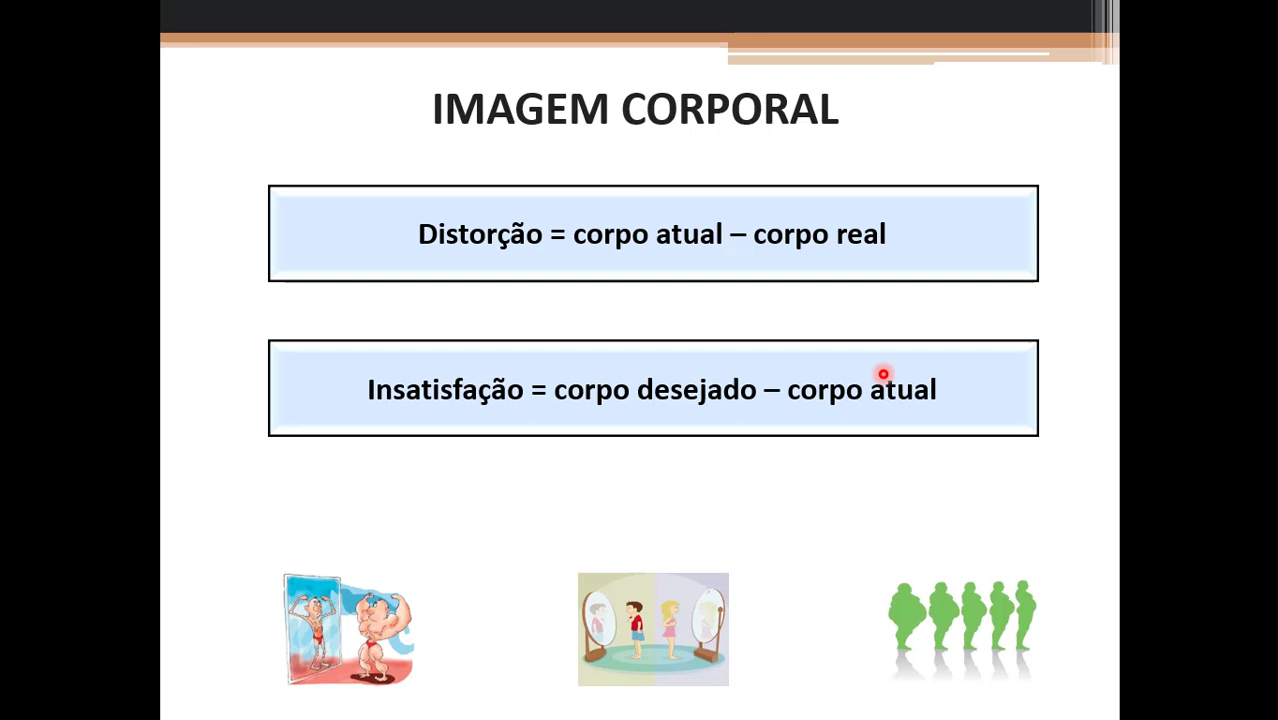 IMAGEM CORPORAL
Distorção = corpo atual – corpo real
Insatisfação = corpo desejado – corpo atual